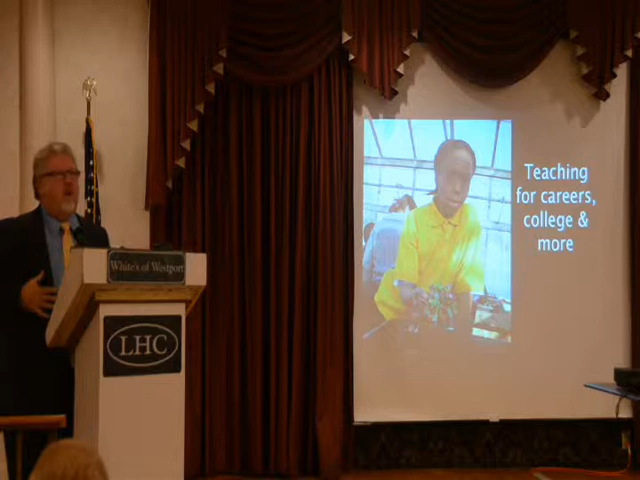 White's of Westport
LHC
Teaching
for careers,
college &
more